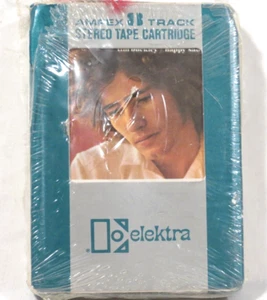 AMPEX 8 TRACK
STEREO TAPE CARTRIDGE
elektra